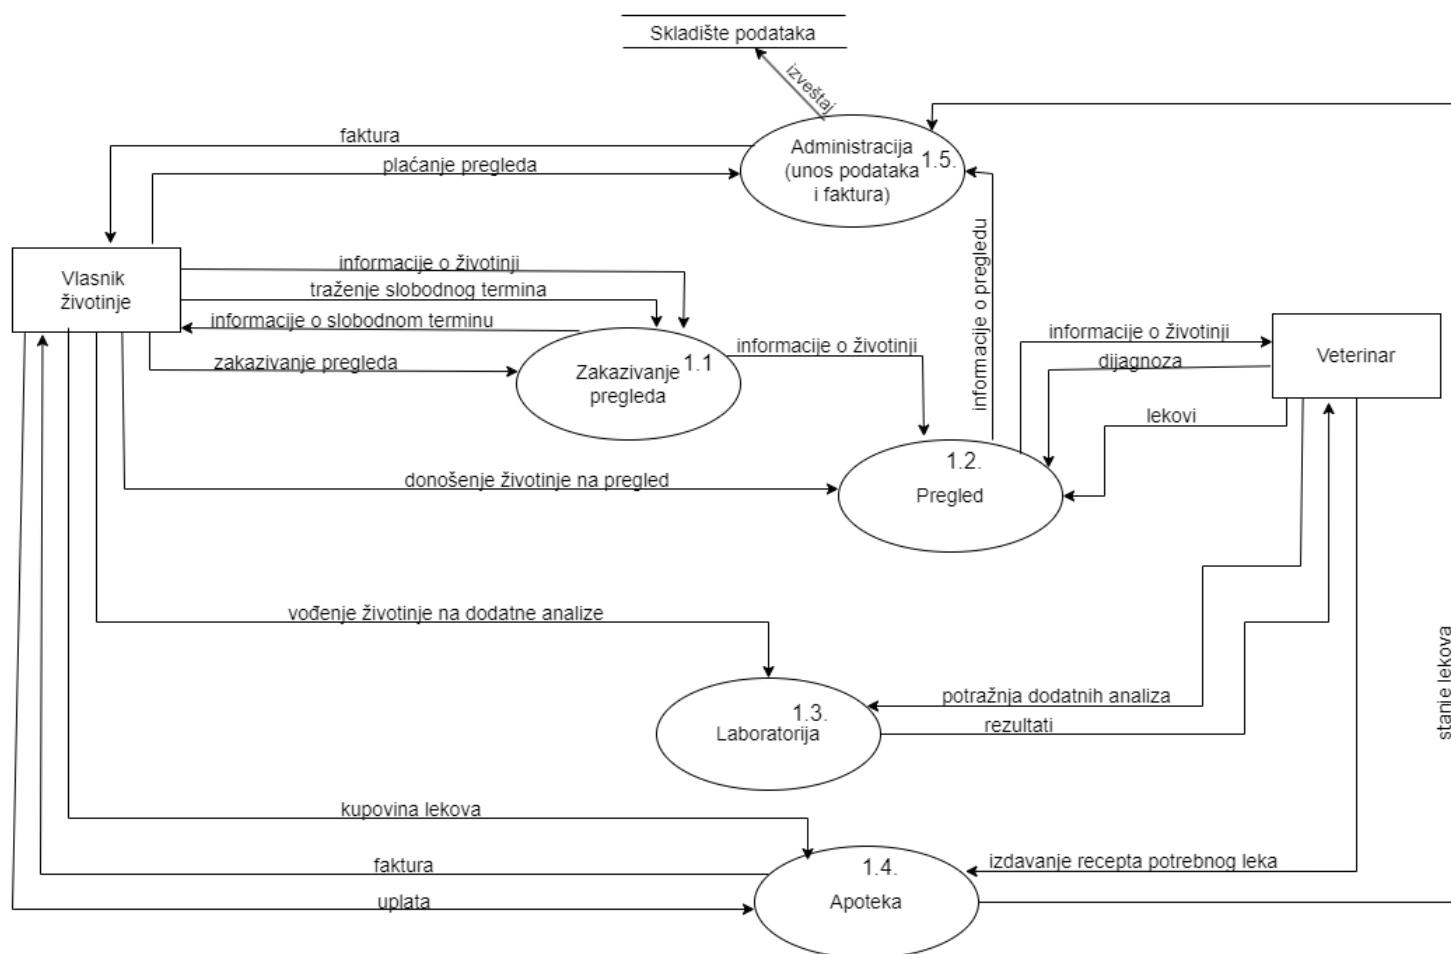 Skladište podataka
izveštaj
faktura
plaćanje pregleda
Administracija
(unos podataka
i faktura)
1.5.
Vlasnik
životinje
informacije o životinji
traženje slobodnog termina
informacije o slobodnom terminu
zakazivanje pregleda
1.1
Zakazivanje
pregleda
informacije o životinji
informacije o pregledu
informacije o životinji
dijagnoza
lekovi
Veterinar
donošenje životinje na pregled
1.2.
Pregled
vođenje životinje na dodatne analize
1.3.
Laboratorija
potražnja dodatnih analiza
rezultati
stanje lekova
kupovina lekova
faktura
uplata
1.4.
Apoteka
izdavanje recepta potrebnog leka